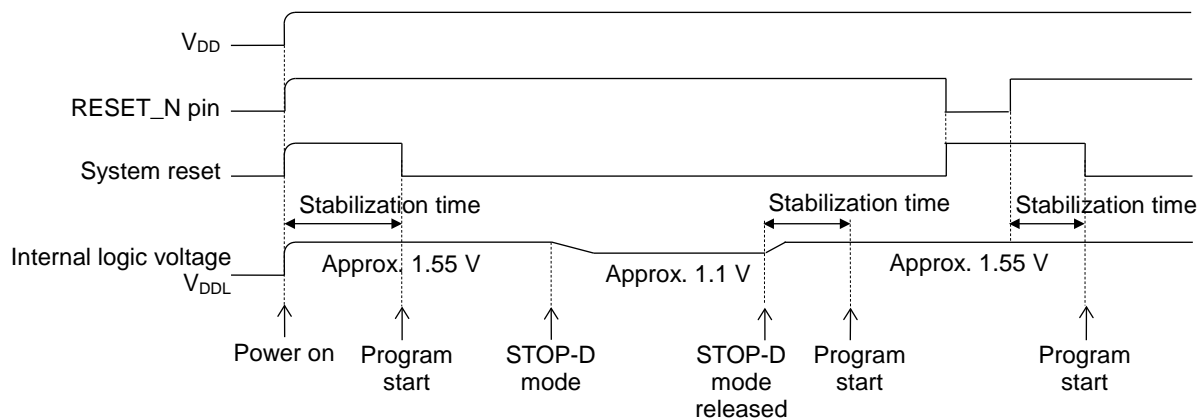 VDD
RESET_N pin
System reset
Stabilization time
Stabilization time
Stabilization time
Internal logic voltage
VDDL
Approx. 1.55 V
Approx. 1.1 V
Approx. 1.55 V
Power on
Program
start
STOP-D
mode
STOP-D
mode
released
Program
start
Program
start